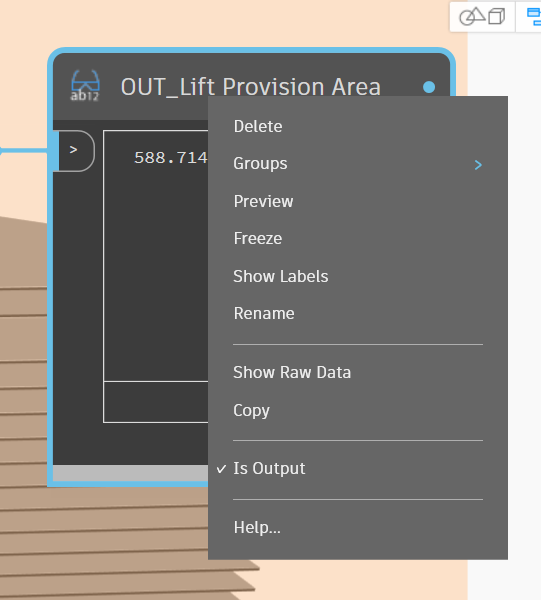 ab12
OUT_Lift Provision Area
>
588.714
Delete
Groups >
Preview
Freeze
Show Labels
Rename
Show Raw Data
Copy
✓ Is Output
Help...